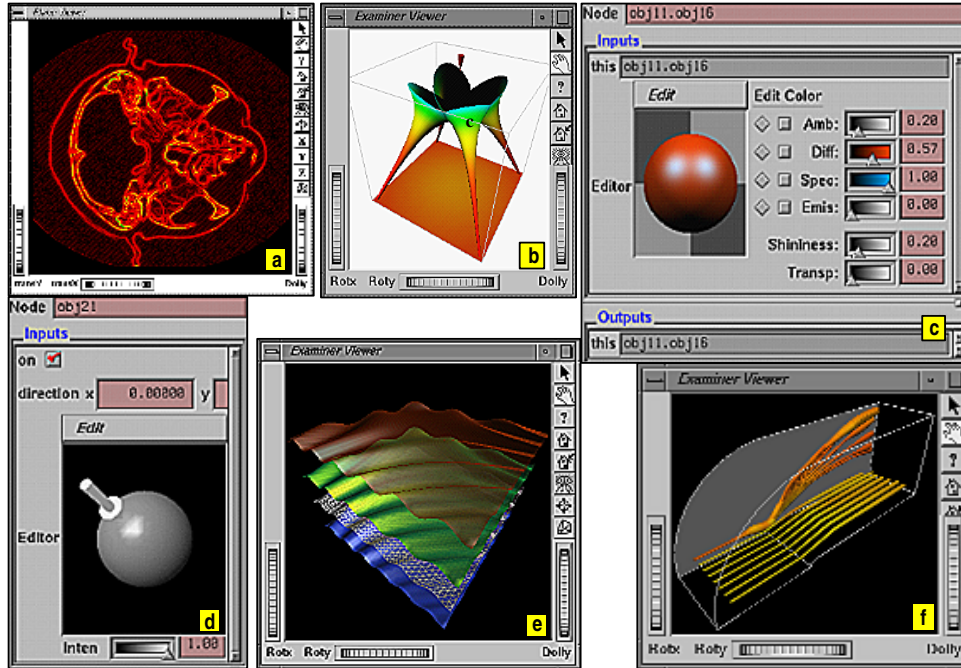 Examiner Viewer
Dolly
a
Examiner Viewer
c
Rotx Roty Dolly
b
Node obj11.obj16
Inputs
this obj11.obj16
Edit
Edit Color
Amb: 0.20
Diff: 0.57
Editor
Spec: 1.00
Emis: 0.00
Shininess: 0.20
Transp: 0.00
Outputs
this obj11.obj16
c
Node obj21
Inputs
on
direction x 0.00000 y
Edit
Editor
Inten 1.00
d
Examiner Viewer
Rotx Roty Dolly
e
Examiner Viewer
Rotx Roty Dolly
f